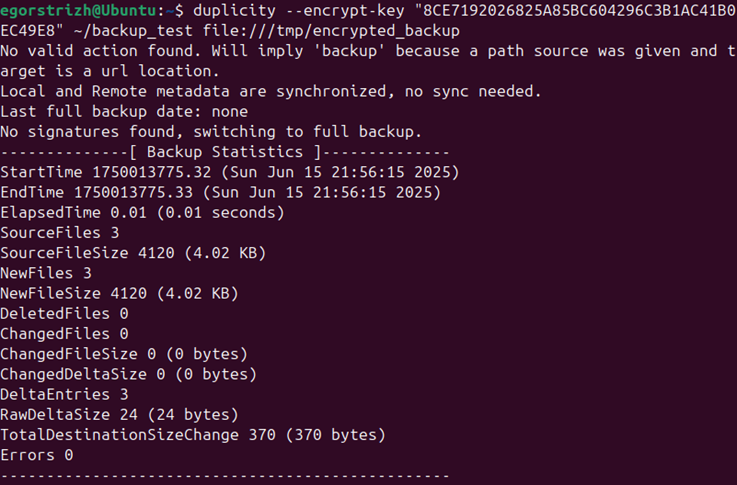 egorstrizh@Ubuntu:~$ duplicity --encrypt-key "8CE7192026825A85BC604296C3B1AC41B0
EC49E8" ~/backup_test file:///tmp/encrypted_backup
No valid action found. Will imply 'backup' because a path source was given and t
arget is a url location.
Local and Remote metadata are synchronized, no sync needed.
Last full backup date: none
No signatures found, switching to full backup.
--------------[ Backup Statistics ]--------------
StartTime 1750013775.32 (Sun Jun 15 21:56:15 2025)
EndTime 1750013775.33 (Sun Jun 15 21:56:15 2025)
ElapsedTime 0.01 (0.01 seconds)
SourceFiles 3
SourceFileSize 4120 (4.02 KB)
NewFiles 3
NewFileSize 4120 (4.02 KB)
DeletedFiles 0
ChangedFiles 0
ChangedFileSize 0 (0 bytes)
ChangedDeltaSize 0 (0 bytes)
DeltaEntries 3
RawDeltaSize 24 (24 bytes)
TotalDestinationSizeChange 370 (370 bytes)
Errors 0
-------------------------------------------------